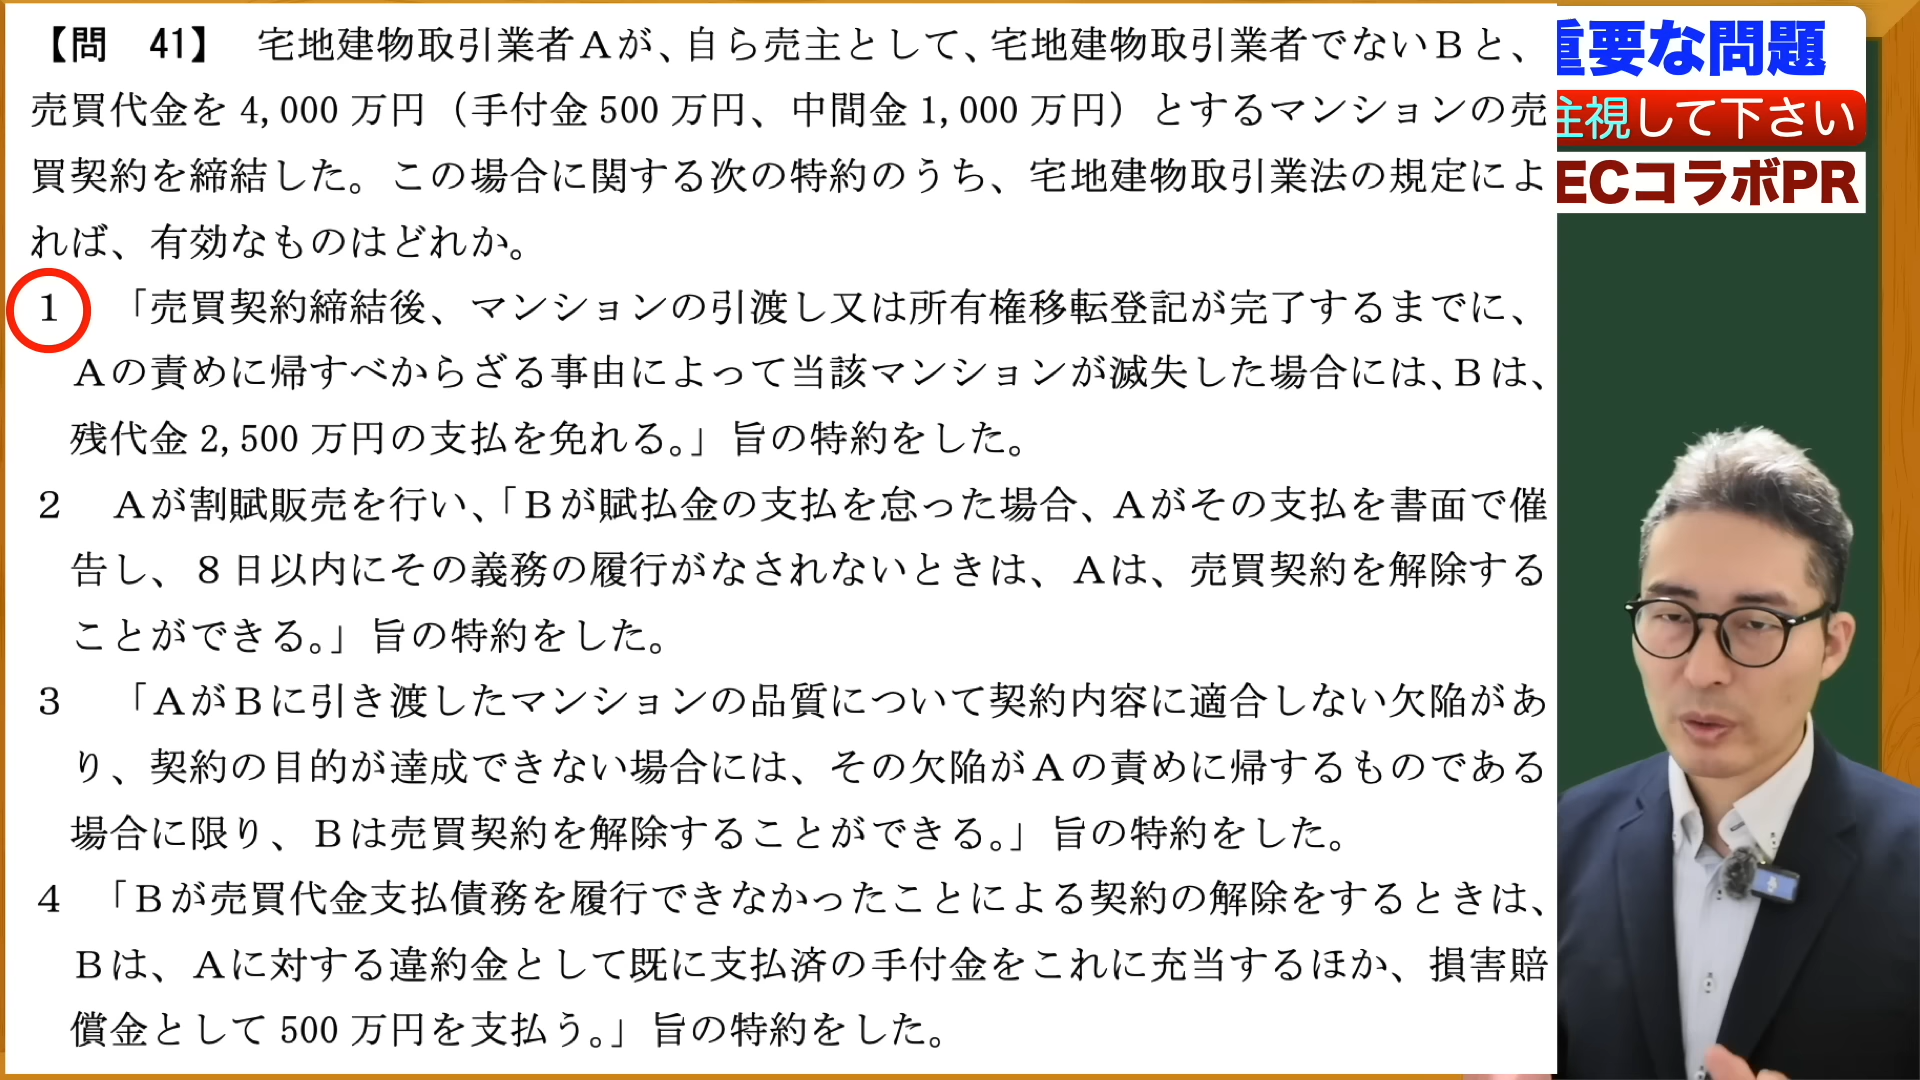 【問　41】　宅地建物取引業者Ａが、自ら売主として、宅地建物取引業者でないＢと、
売買代金を 4,000 万円（手付金 500 万円、中間金 1,000 万円）とするマンションの売
買契約を締結した。この場合に関する次の特約のうち、宅地建物取引業法の規定によ
れば、有効なものはどれか。
1　「売買契約締結後、マンションの引渡し又は所有権移転登記が完了するまでに、
Ａの責めに帰すべからざる事由によって当該マンションが滅失した場合には、Ｂは、
残代金 2,500 万円の支払を免れる。」旨の特約をした。
2　Ａが割賦販売を行い、「Ｂが賦払金の支払を怠った場合、Ａがその支払を書面で催
告し、８日以内にその義務の履行がなされないときは、Ａは、売買契約を解除する
ことができる。」旨の特約をした。
3　「ＡがＢに引き渡したマンションの品質について契約内容に適合しない欠陥があ
り、契約の目的が達成できない場合には、その欠陥がＡの責めに帰するものである
場合に限り、Ｂは売買契約を解除することができる。」旨の特約をした。
4　「Ｂが売買代金支払債務を履行できなかったことによる契約の解除をするときは、
Ｂは、Ａに対する違約金として既に支払済の手付金をこれに充当するほか、損害賠
償金として 500 万円を支払う。」旨の特約をした。
重要な問題
注視して下さい
ECコラボPR